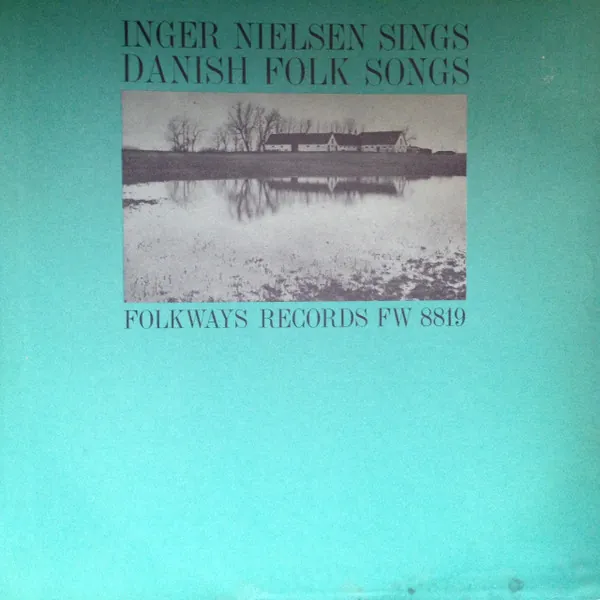 INGER NIELSEN SINGS
DANISH FOLK SONGS
FOLKWAYS RECORDS FW 8819